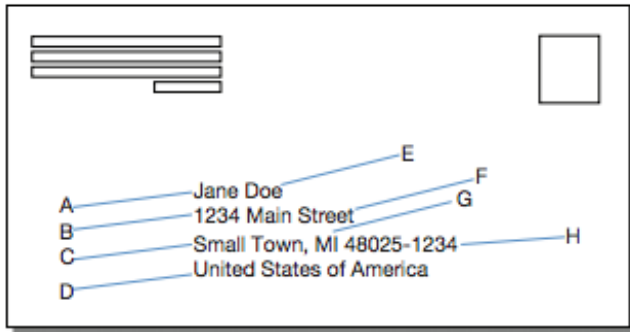 E
Jane Doe
F
A
1234 Main Street
G
B
Small Town, MI 48025-1234
H
C
United States of America
D